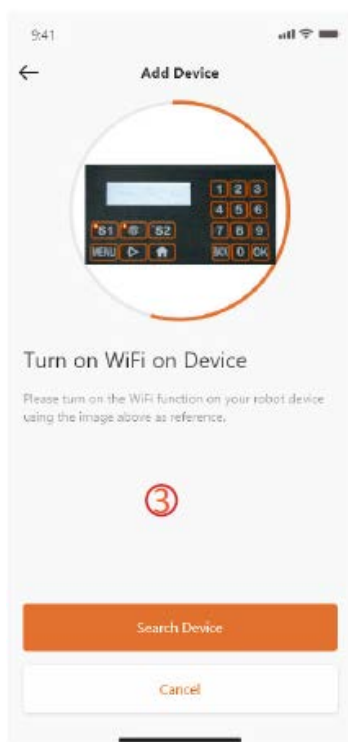 9:41
Add Device
1 2 3
4 5 6
S1 S2 7 8 9
MENU BACK 0 OK
Turn on WiFi on Device
Please turn on the WiFi function on your robot device
using the image above as reference.
③
Search Device
Cancel